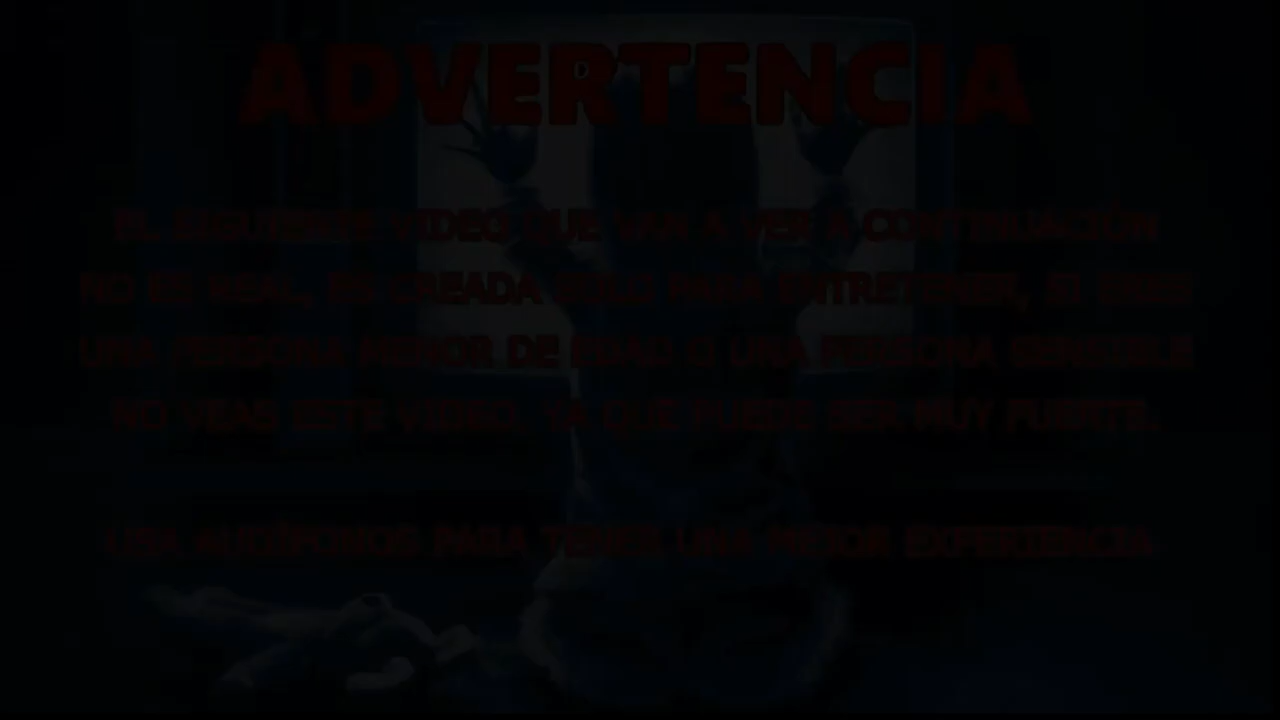 ADVERTENCIA
EL SIGUIENTE VIDEO QUE VAN A VER A CONTINUACIÓN
NO ES REAL, ES CREADA SOLO PARA ENTRETENER, SI ERES
UNA PERSONA MENOR DE EDAD O UNA PERSONA SENSIBLE
NO VEAS ESTE VIDEO, YA QUE PUEDE SER MUY FUERTE.
USA AUDÍFONOS PARA TENER UNA MEJOR EXPERIENCIA